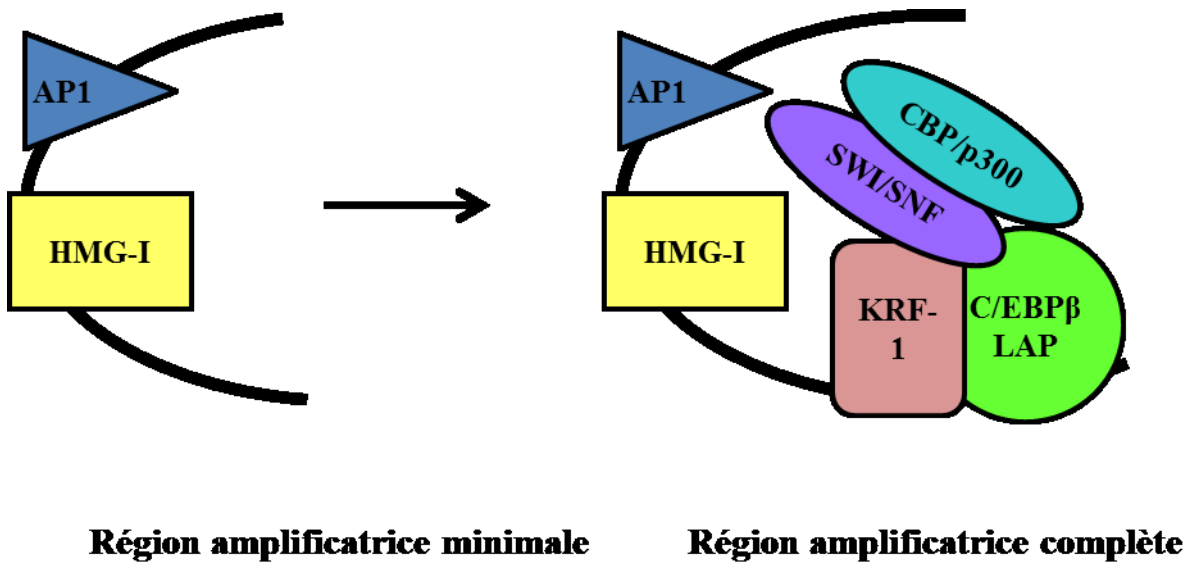 AP1
HMG-I
AP1
CBP/p300
SWI/SNF
HMG-I
KRF-
1
C/EBPβ
LAP
Région amplificatrice minimale
Région amplificatrice complète